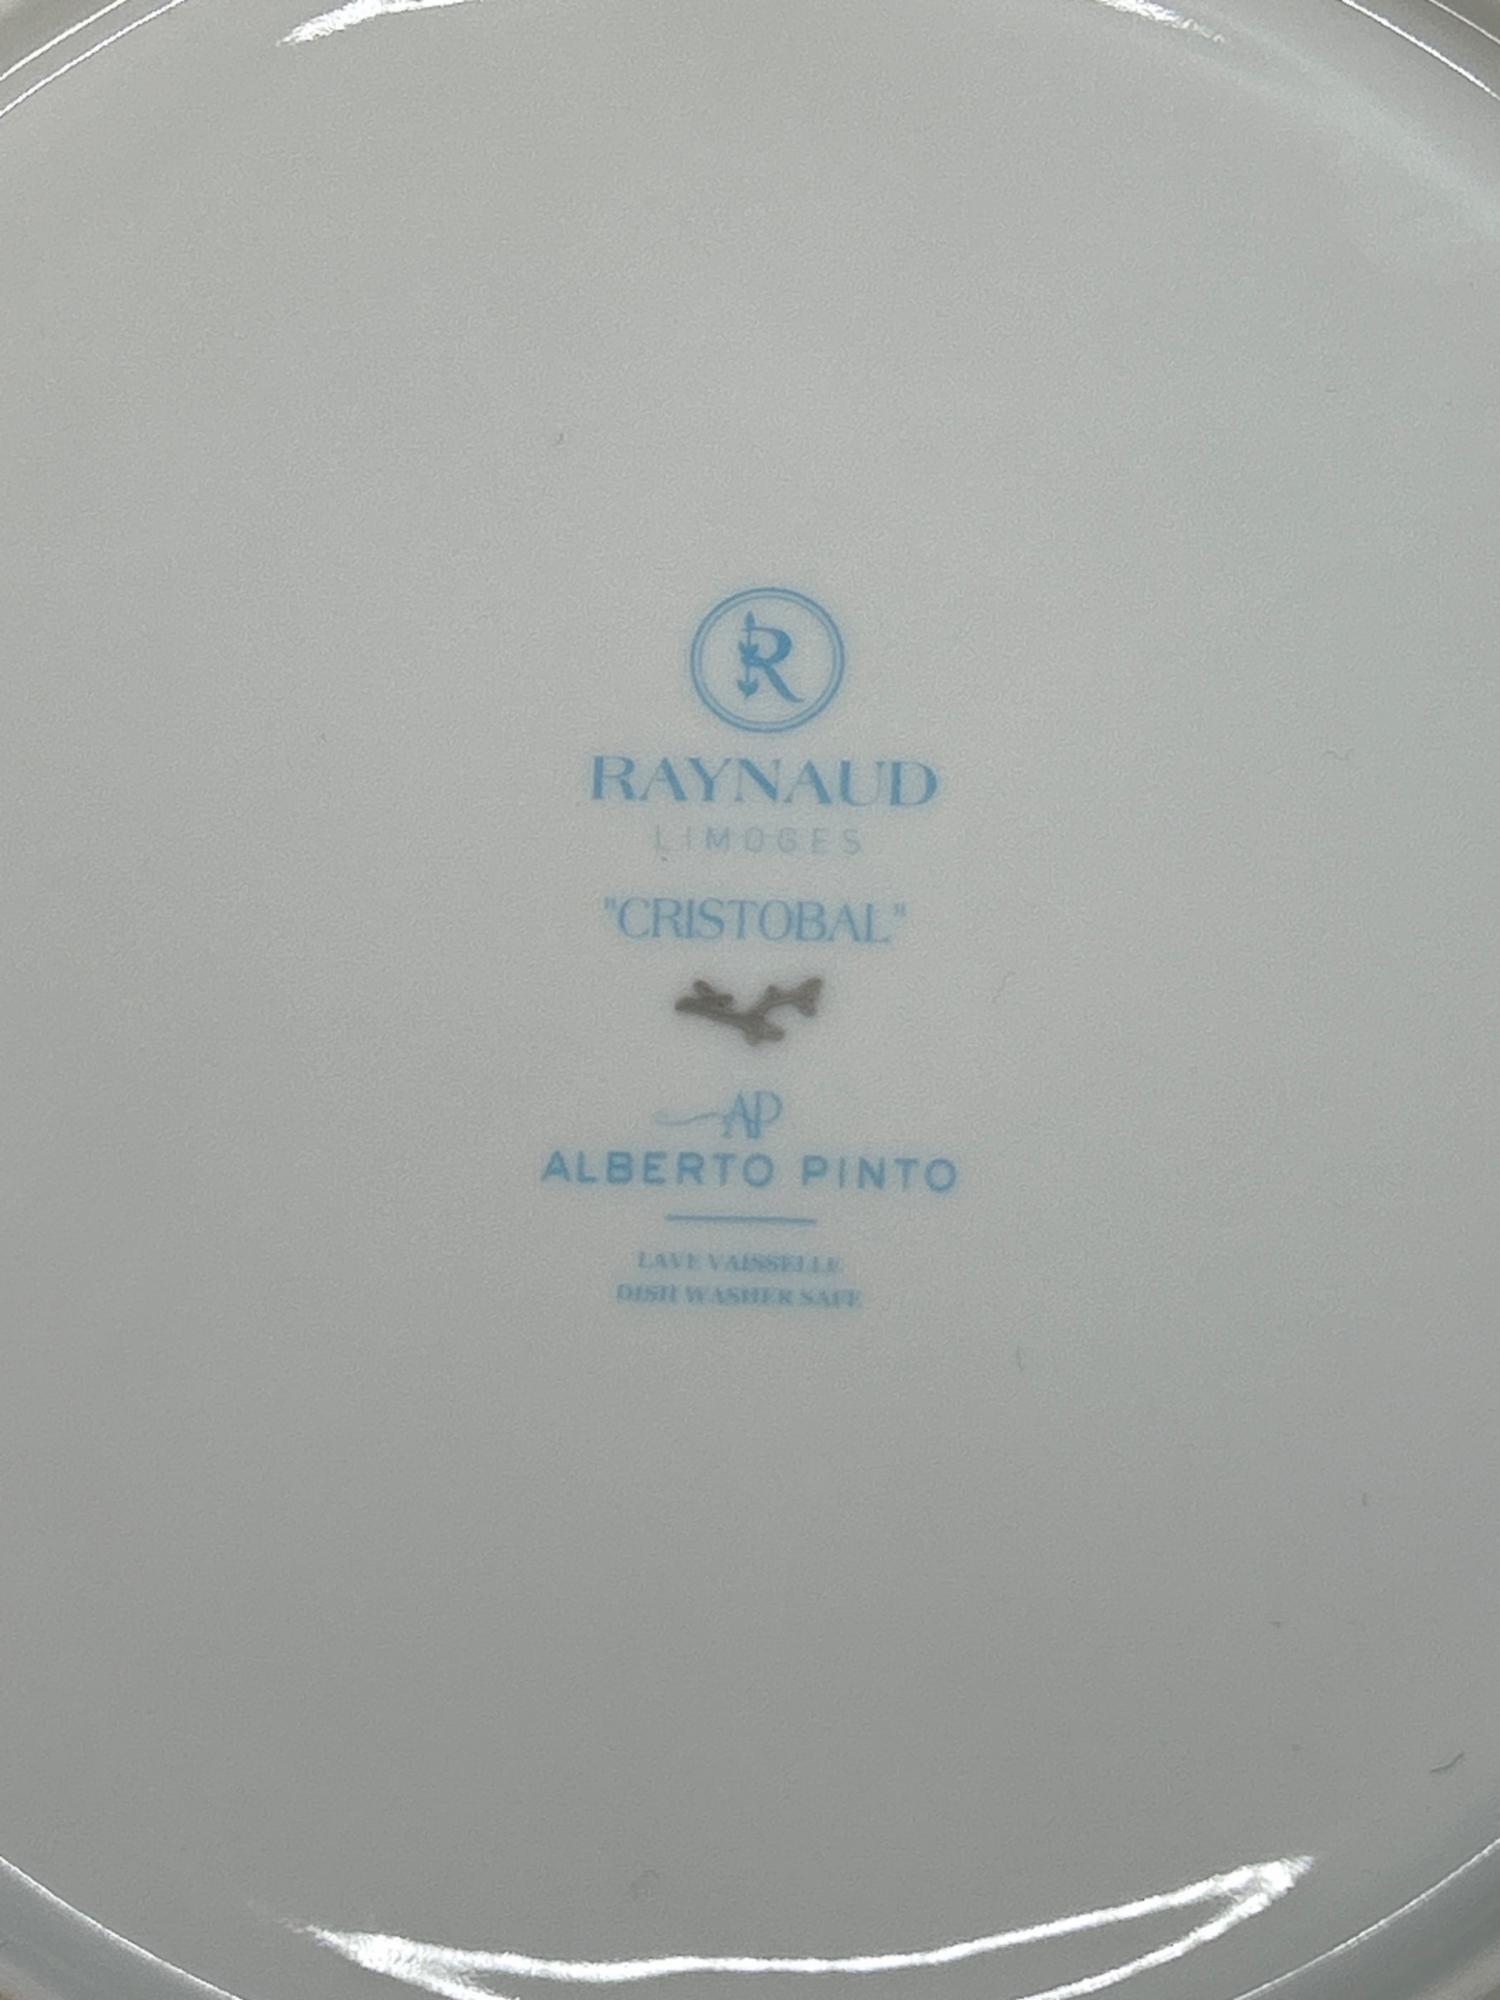 R
RAYNAUD
LIMOGES
"CRISTOBAL"
AP
ALBERTO PINTO
LAVE VAISSELLE
DISH WASHER SAFE